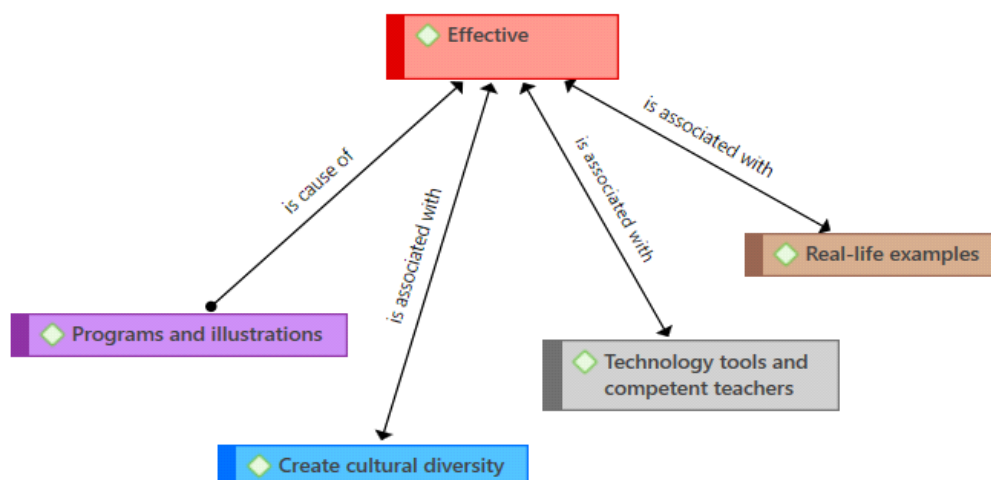 Effective
is cause of
is associated with
is associated with
is associated with
Real-life examples
Programs and illustrations
Technology tools and
competent teachers
Create cultural diversity